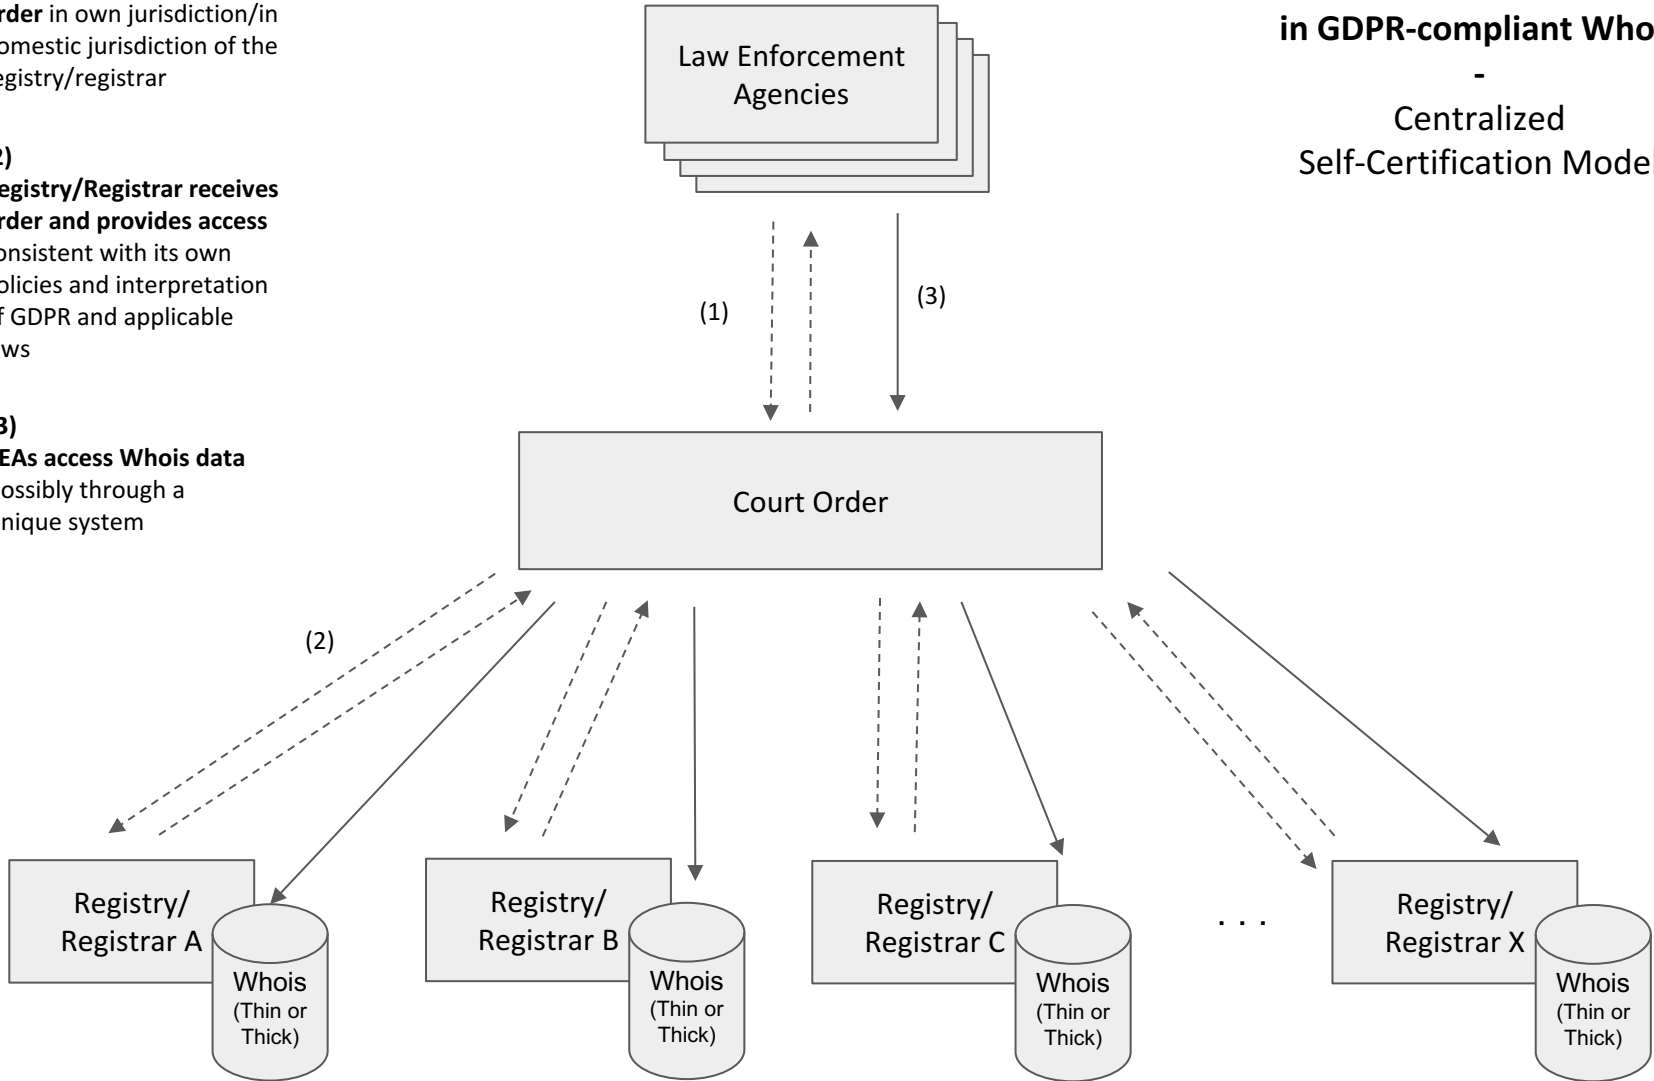 rder in own jurisdiction/in
omestic jurisdiction of the
egistry/registrar
2)
egistry/Registrar receives
rder and provides access
onsistent with its own
olicies and interpretation
f GDPR and applicable
ws
3)
EAs access Whois data
ossibly through a
nique system
Law Enforcement
Agencies
in GDPR-compliant Who
-
Centralized
Self-Certification Model
(1)
(3)
Court Order
(2)
Registry/
Registrar A
Whois
(Thin or
Thick)
Registry/
Registrar B
Whois
(Thin or
Thick)
Registry/
Registrar C
Whois
(Thin or
Thick)
. . .
Registry/
Registrar X
Whois
(Thin or
Thick)